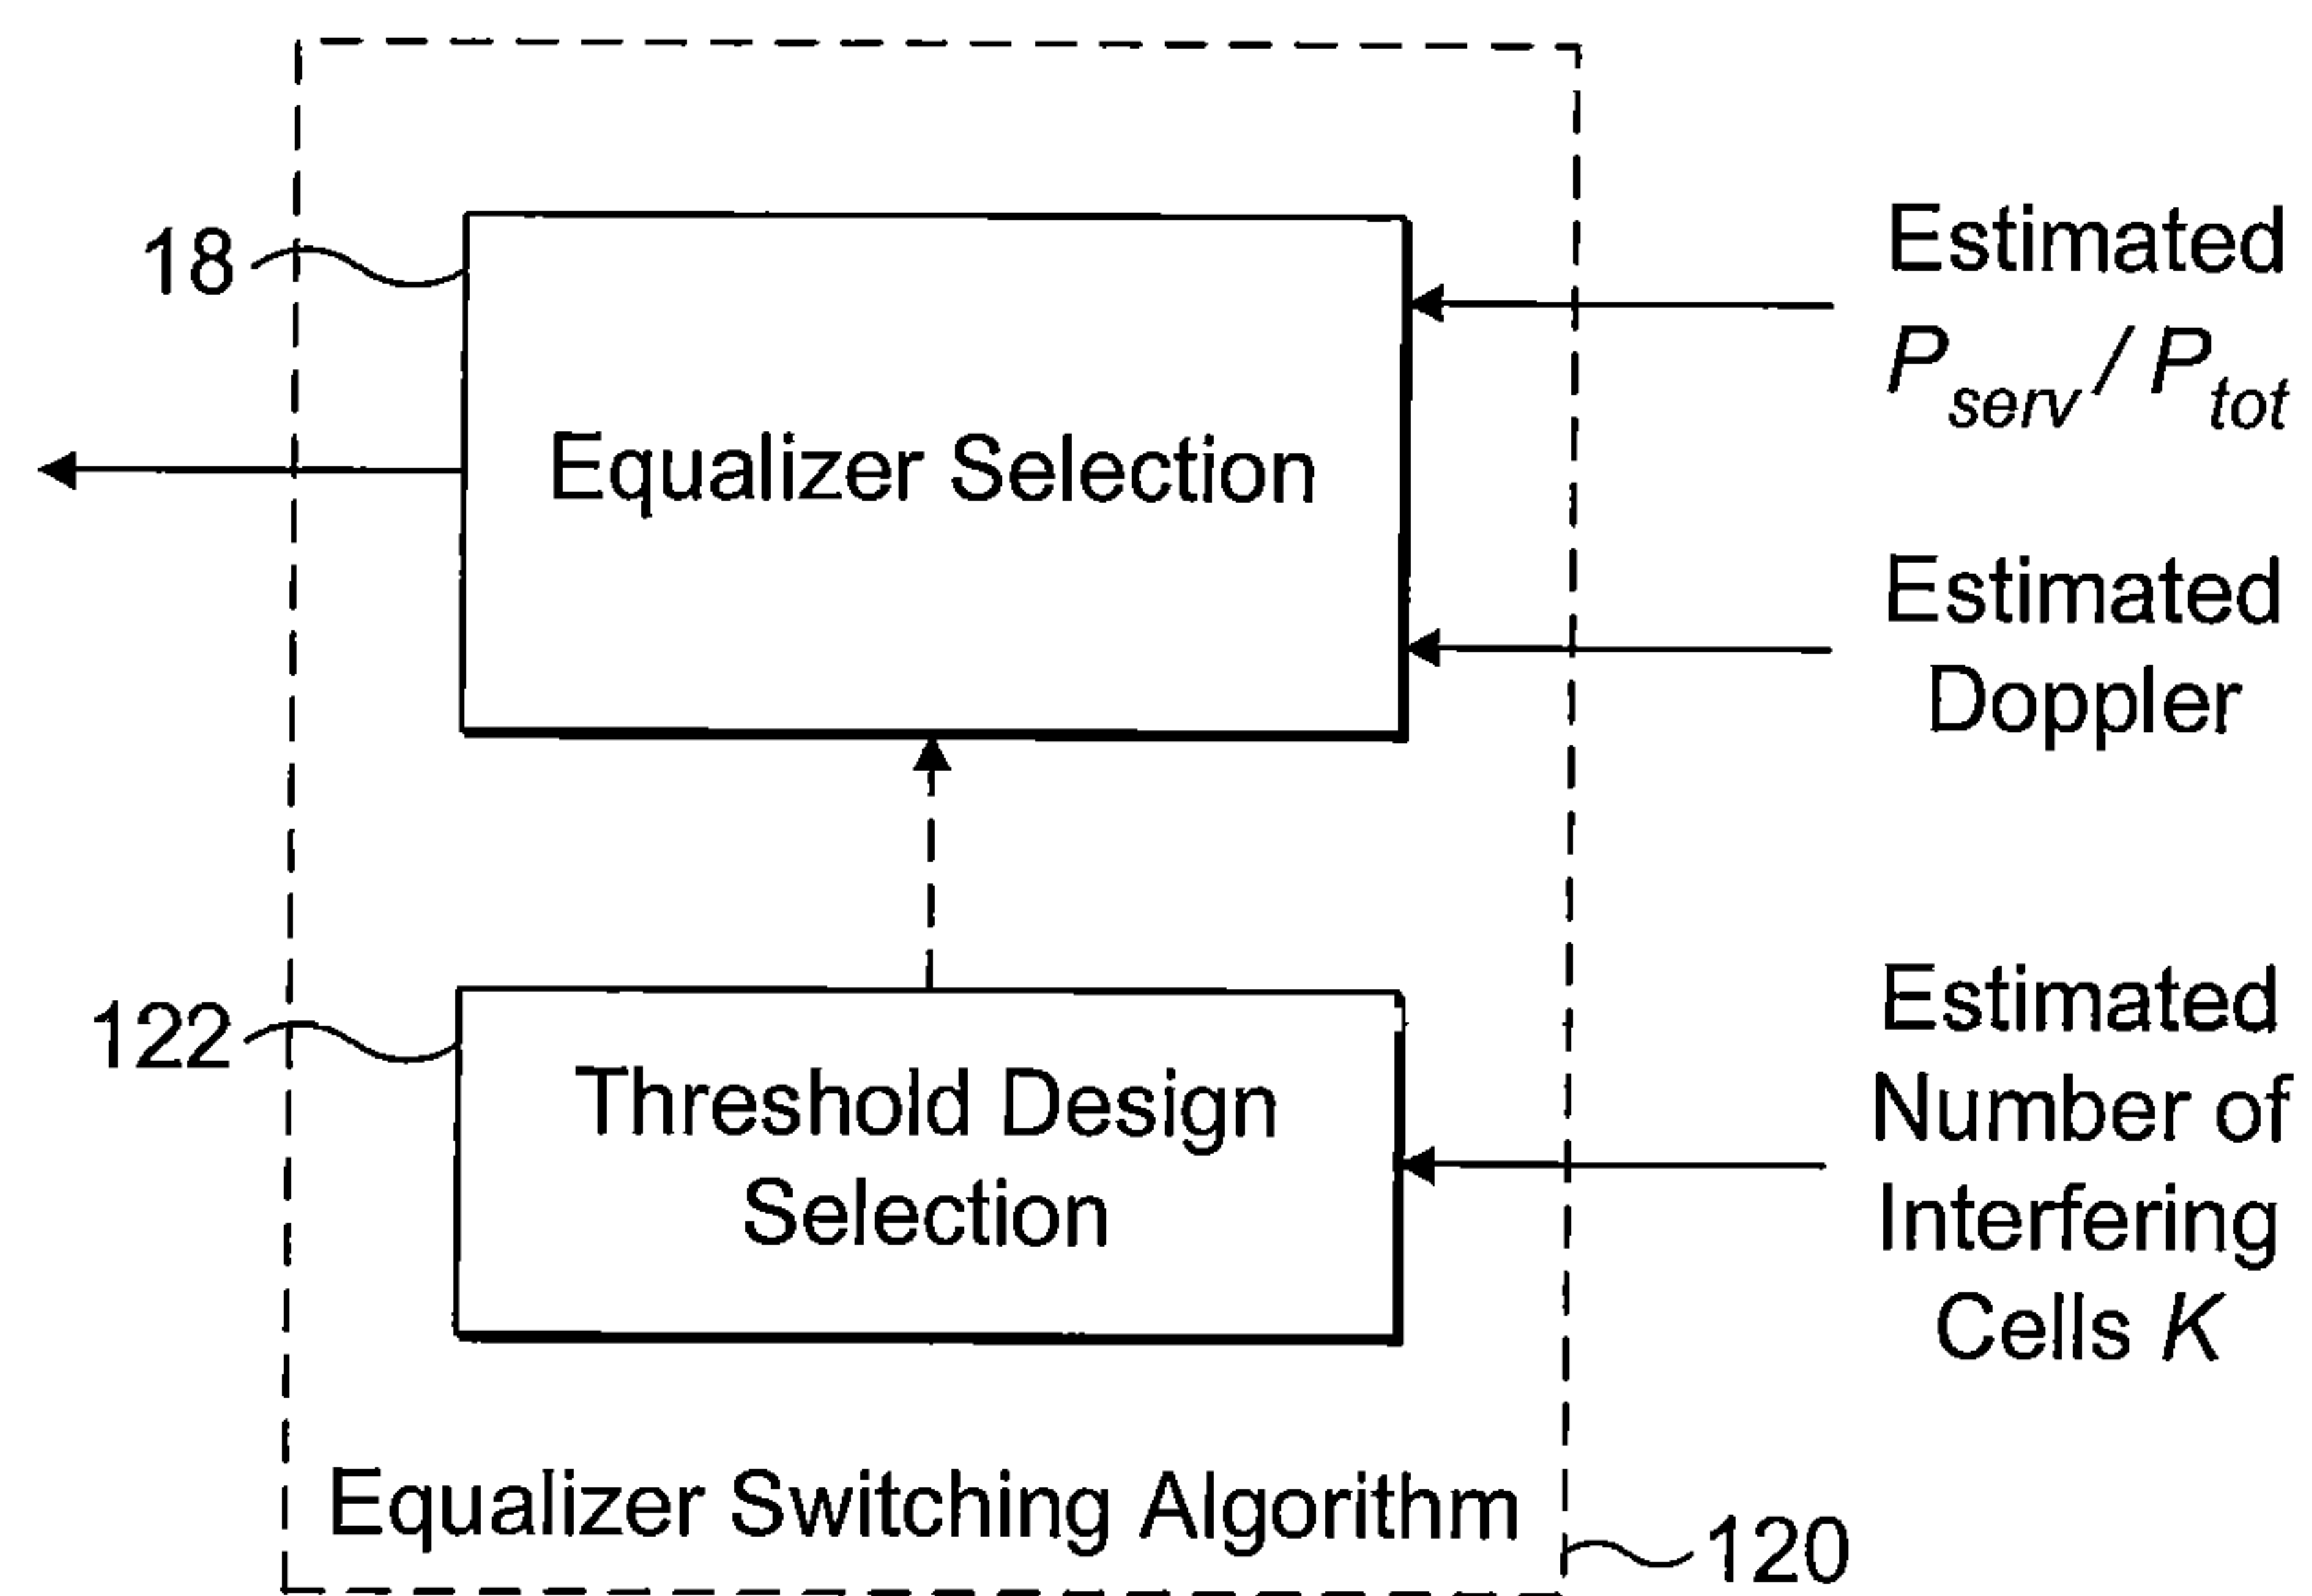 18
Equalizer Selection
Estimated
P_serv / P_tot
Estimated
Doppler
122
Threshold Design
Selection
Estimated
Number of
Interfering
Cells K
Equalizer Switching Algorithm
120